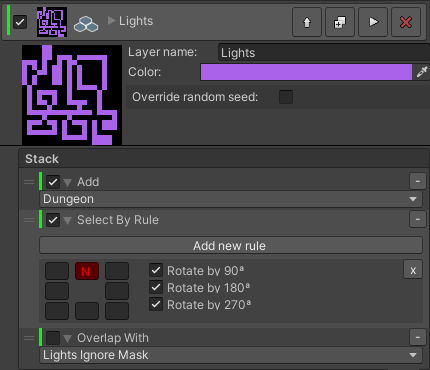 Lights
Layer name: Lights
Color:
Override random seed:
Stack
Add
-
Dungeon
Select By Rule
-
Add new rule
N
Rotate by 90ª
x
Rotate by 180ª
Rotate by 270ª
Overlap With
-
Lights Ignore Mask